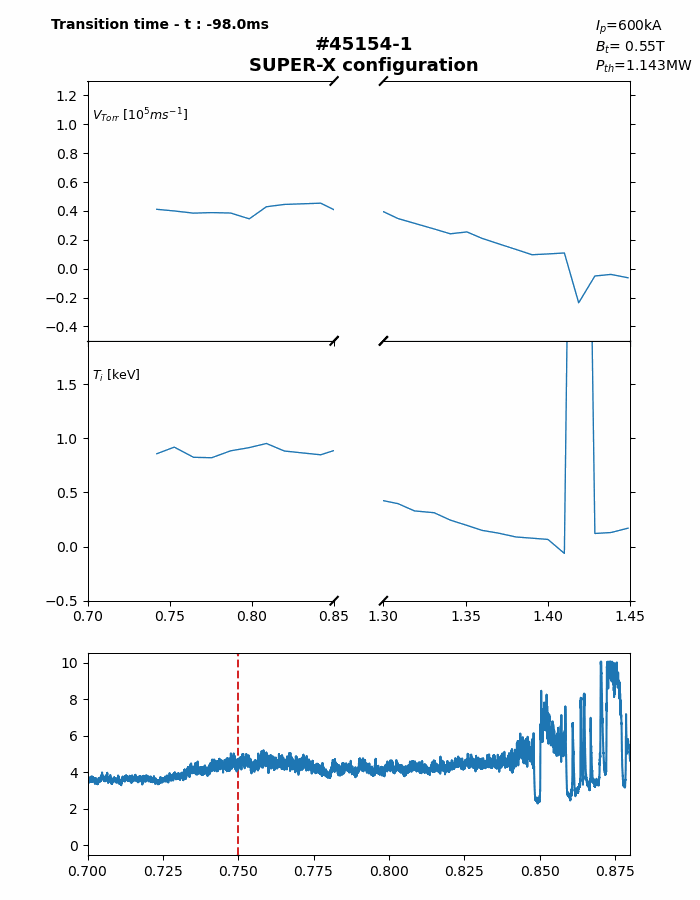 Transition time - t : -98.0ms
#45154-1
SUPER-X configuration
I_p=600kA
B_t= 0.55T
P_th=1.143MW
V_Torr [10^5ms^-1]
1.2
1.0
0.8
0.6
0.4
0.2
0.0
−0.2
−0.4
T_i [keV]
1.5
1.0
0.5
0.0
−0.5
0.70 0.75 0.80 0.85 1.30 1.35 1.40 1.45
10
8
6
4
2
0
0.700 0.725 0.750 0.775 0.800 0.825 0.850 0.875